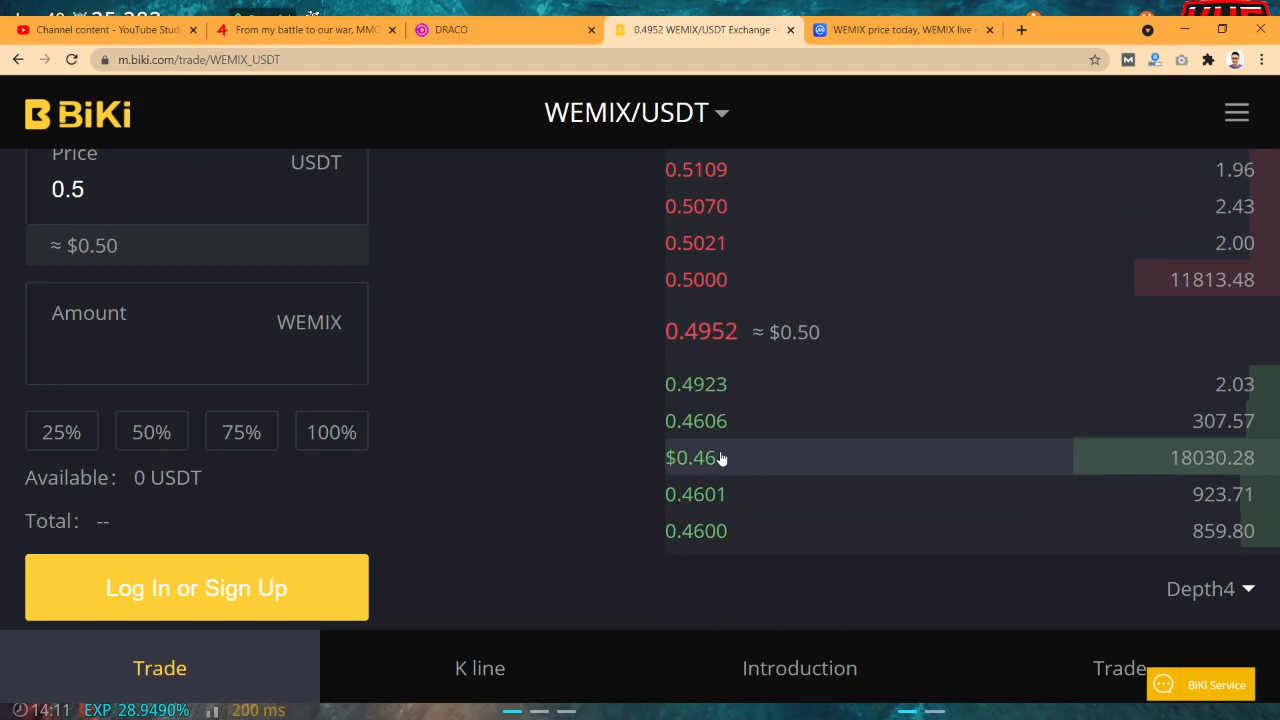 Channel content - YouTube Studi
From my battle to our war, MMO
DRACO
0.4952 WEMIX/USDT Exchange -
WEMIX price today, WEMIX live
m.biki.com/trade/WEMIX_USDT
BiKi
WEMIX/USDT
Price
USDT
0.5
≈ $0.50
Amount
WEMIX
25%
50%
75%
100%
Available: 0 USDT
Total: --
Log In or Sign Up
0.5109 1.96
0.5070 2.43
0.5021 2.00
0.5000 11813.48
0.4952 ≈ $0.50
0.4923 2.03
0.4606 307.57
$0.46 18030.28
0.4601 923.71
0.4600 859.80
Depth4
Trade
K line
Introduction
Trade
BiKi Service
14:11 EXP 28.9490% 200 ms